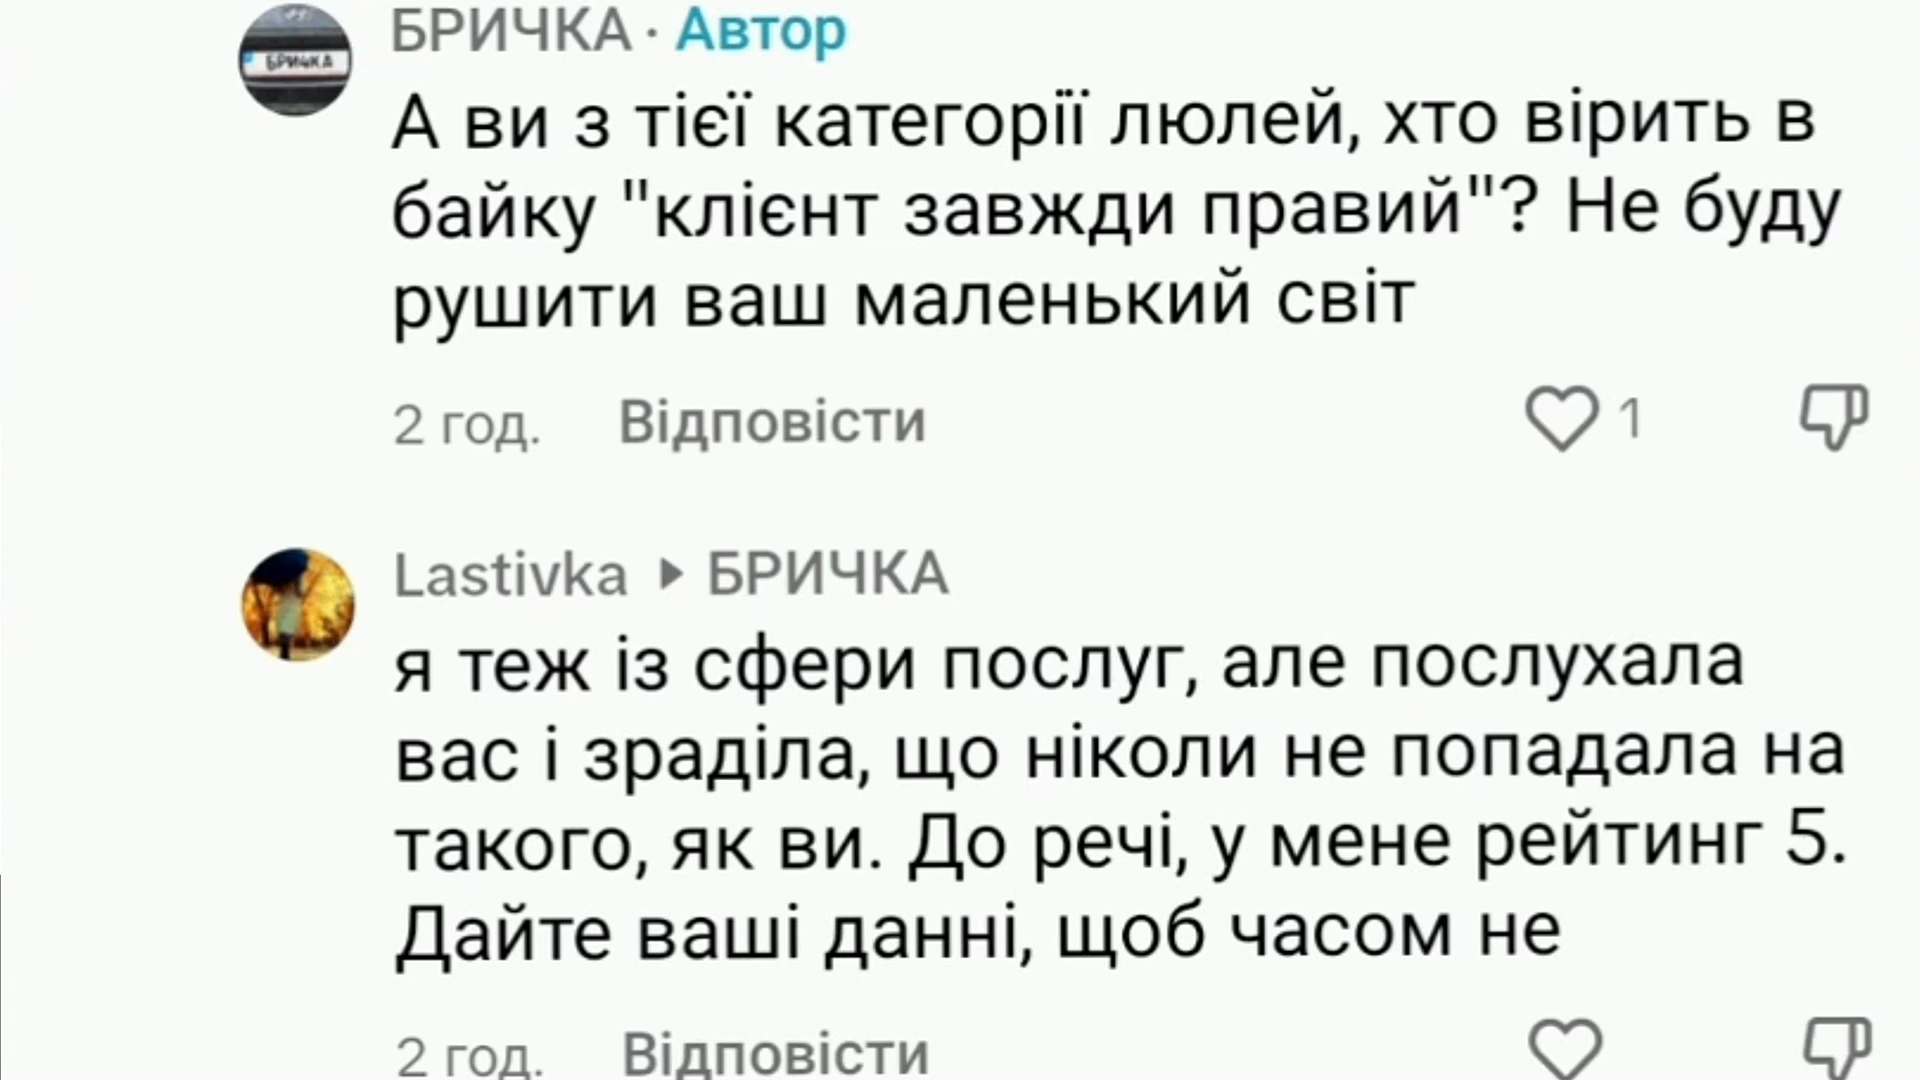 БРИЧКА
БРИЧКА · Автор
А ви з тієї категорії люлей, хто вірить в
байку "клієнт завжди правий"? Не буду
рушити ваш маленький світ
2 год. Відповісти 1
Lastivka БРИЧКА
я теж із сфери послуг, але послухала
вас і зраділа, що ніколи не попадала на
такого, як ви. До речі, у мене рейтинг 5.
Дайте ваші данні, щоб часом не
2 год. Відповісти